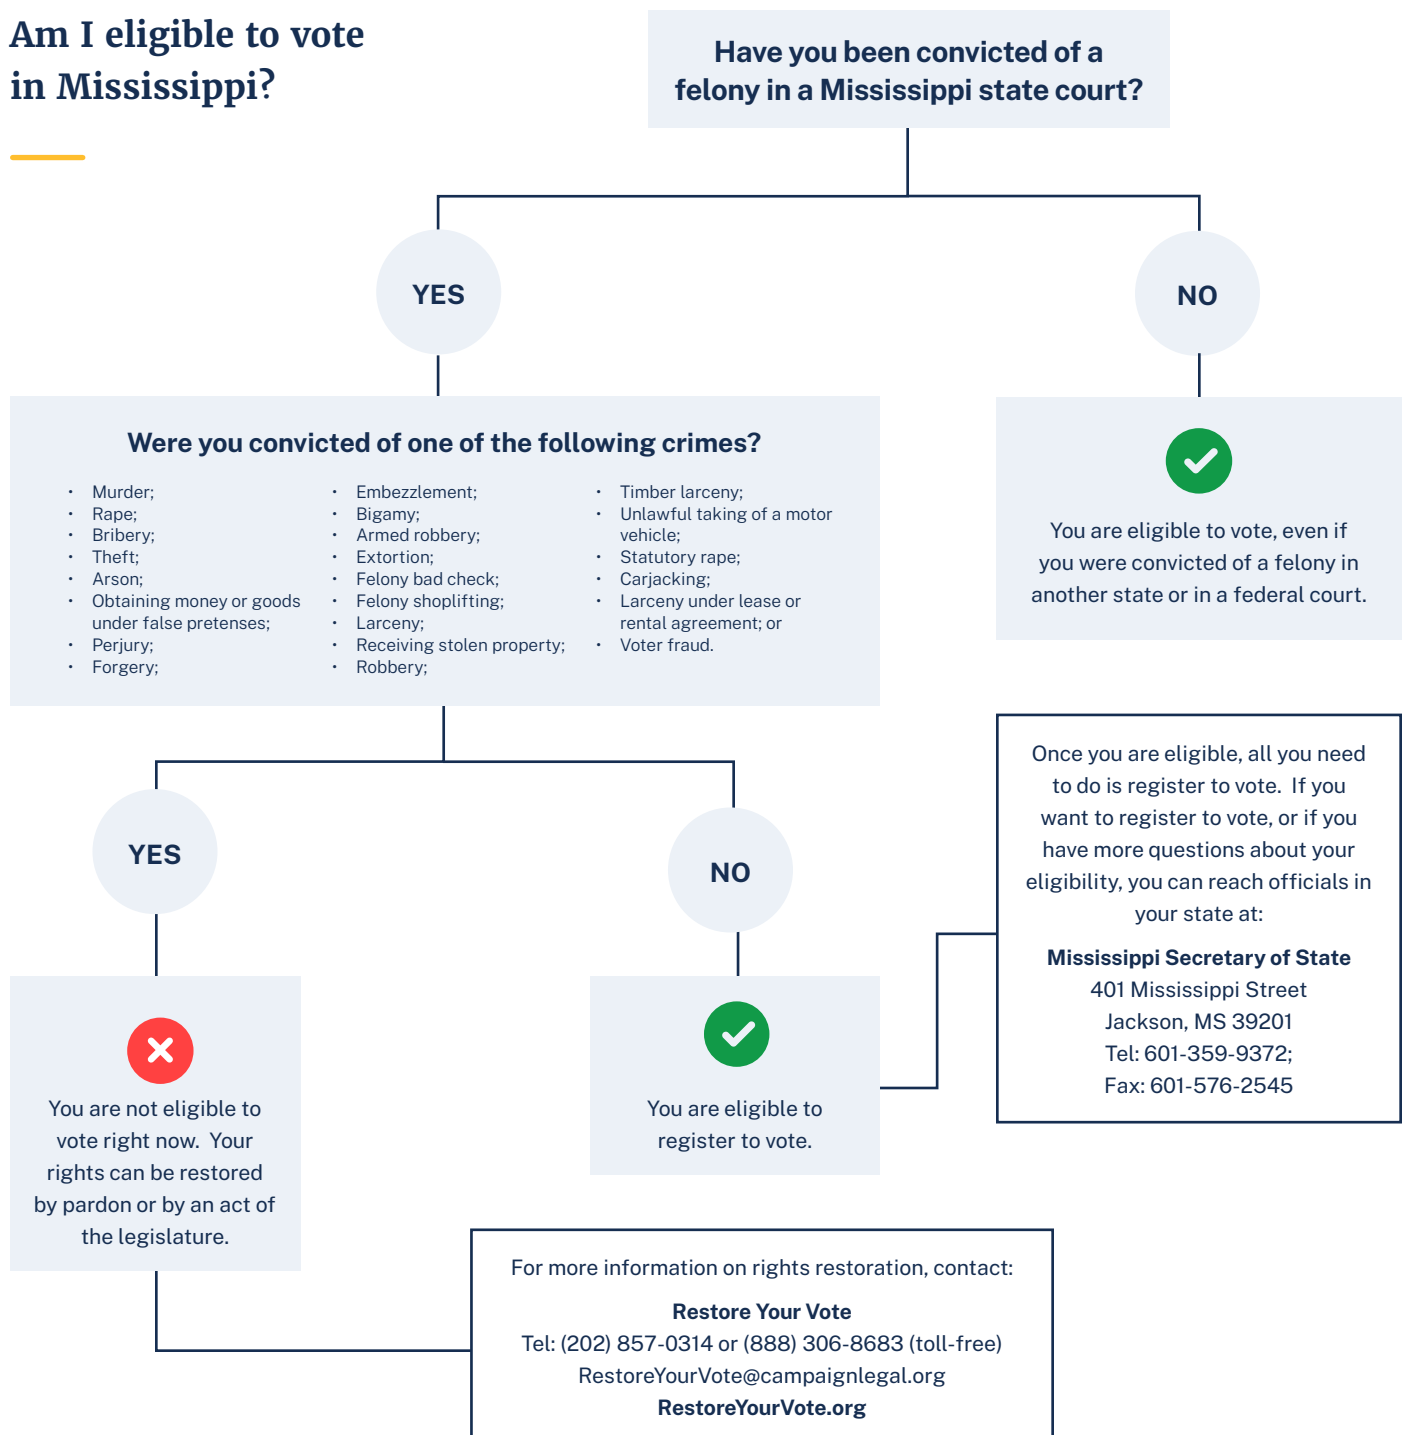 Am I eligible to vote
in Mississippi?
Have you been convicted of a
felony in a Mississippi state court?
YES
NO
Were you convicted of one of the following crimes?
• Murder;
• Rape;
• Bribery;
• Theft;
• Arson;
• Obtaining money or goods
under false pretenses;
• Perjury;
• Forgery;
• Embezzlement;
• Bigamy;
• Armed robbery;
• Extortion;
• Felony bad check;
• Felony shoplifting;
• Larceny;
• Receiving stolen property;
• Robbery;
• Timber larceny;
• Unlawful taking of a motor
vehicle;
• Statutory rape;
• Carjacking;
• Larceny under lease or
rental agreement; or
• Voter fraud.
You are eligible to vote, even if
you were convicted of a felony in
another state or in a federal court.
YES
NO
You are not eligible to
vote right now. Your
rights can be restored
by pardon or by an act of
the legislature.
You are eligible to
register to vote.
Once you are eligible, all you need
to do is register to vote. If you
want to register to vote, or if you
have more questions about your
eligibility, you can reach officials in
your state at:
Mississippi Secretary of State
401 Mississippi Street
Jackson, MS 39201
Tel: 601-359-9372;
Fax: 601-576-2545
For more information on rights restoration, contact:
Restore Your Vote
Tel: (202) 857-0314 or (888) 306-8683 (toll-free)
RestoreYourVote@campaignlegal.org
RestoreYourVote.org